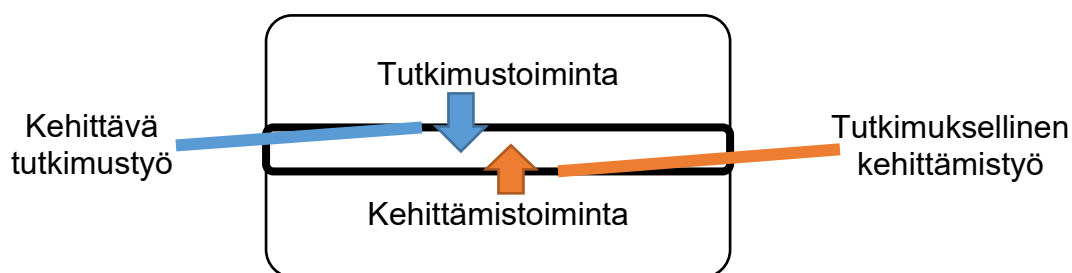 Tutkimustoiminta
Kehittävä
tutkimustyö
Tutkimuksellinen
kehittämistyö
Kehittämistoiminta